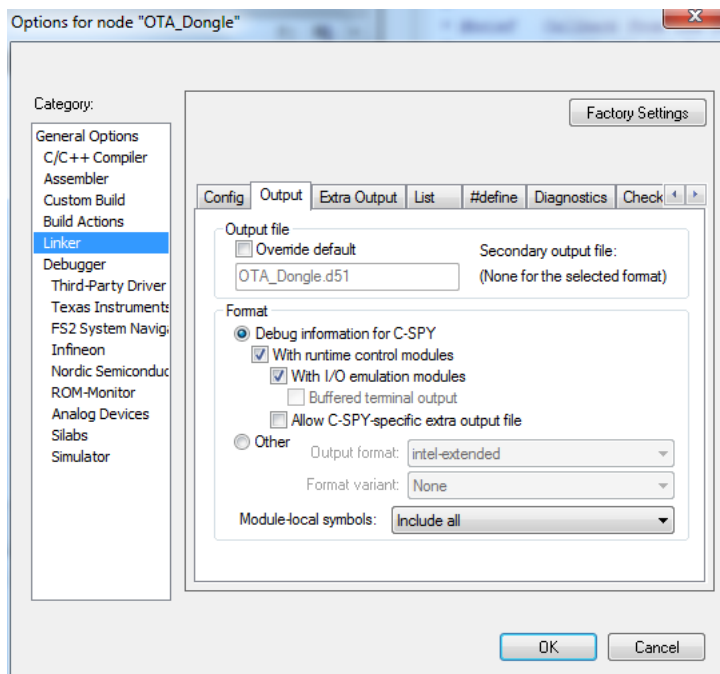 Options for node "OTA_Dongle"
Category:
General Options
C/C++ Compiler
Assembler
Custom Build
Build Actions
Linker
Debugger
Third-Party Driver
Texas Instruments
FS2 System Naviga
Infineon
Nordic Semiconduc
ROM-Monitor
Analog Devices
Silabs
Simulator
Factory Settings
Config Output Extra Output List #define Diagnostics Check
Output file
Override default
OTA_Dongle.d51
Secondary output file:
(None for the selected format)
Format
Debug information for C-SPY
With runtime control modules
With I/O emulation modules
Buffered terminal output
Allow C-SPY-specific extra output file
Other
Output format: intel-extended
Format variant: None
Module-local symbols: Include all
OK Cancel